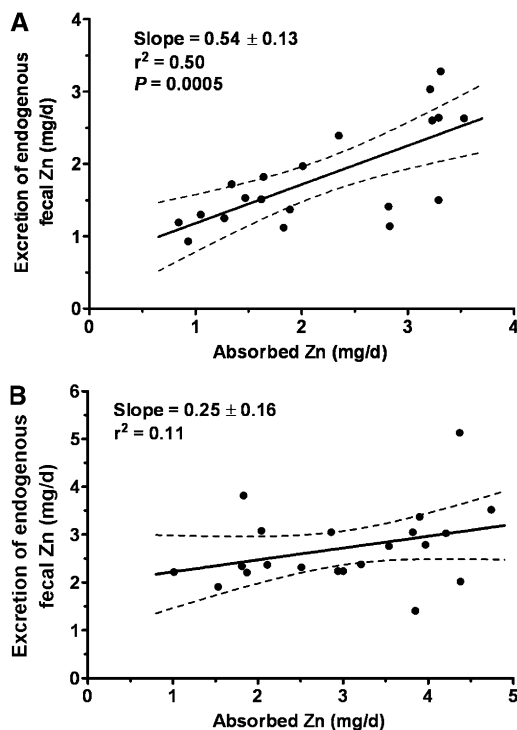 A
Slope = 0.54 ± 0.13
r² = 0.50
P = 0.0005
Excretion of endogenous
fecal Zn (mg/d)
4
3
2
1
0
0 1 2 3 4
Absorbed Zn (mg/d)
B
Slope = 0.25 ± 0.16
r² = 0.11
Excretion of endogenous
fecal Zn (mg/d)
6
5
4
3
2
1
0
0 1 2 3 4 5
Absorbed Zn (mg/d)